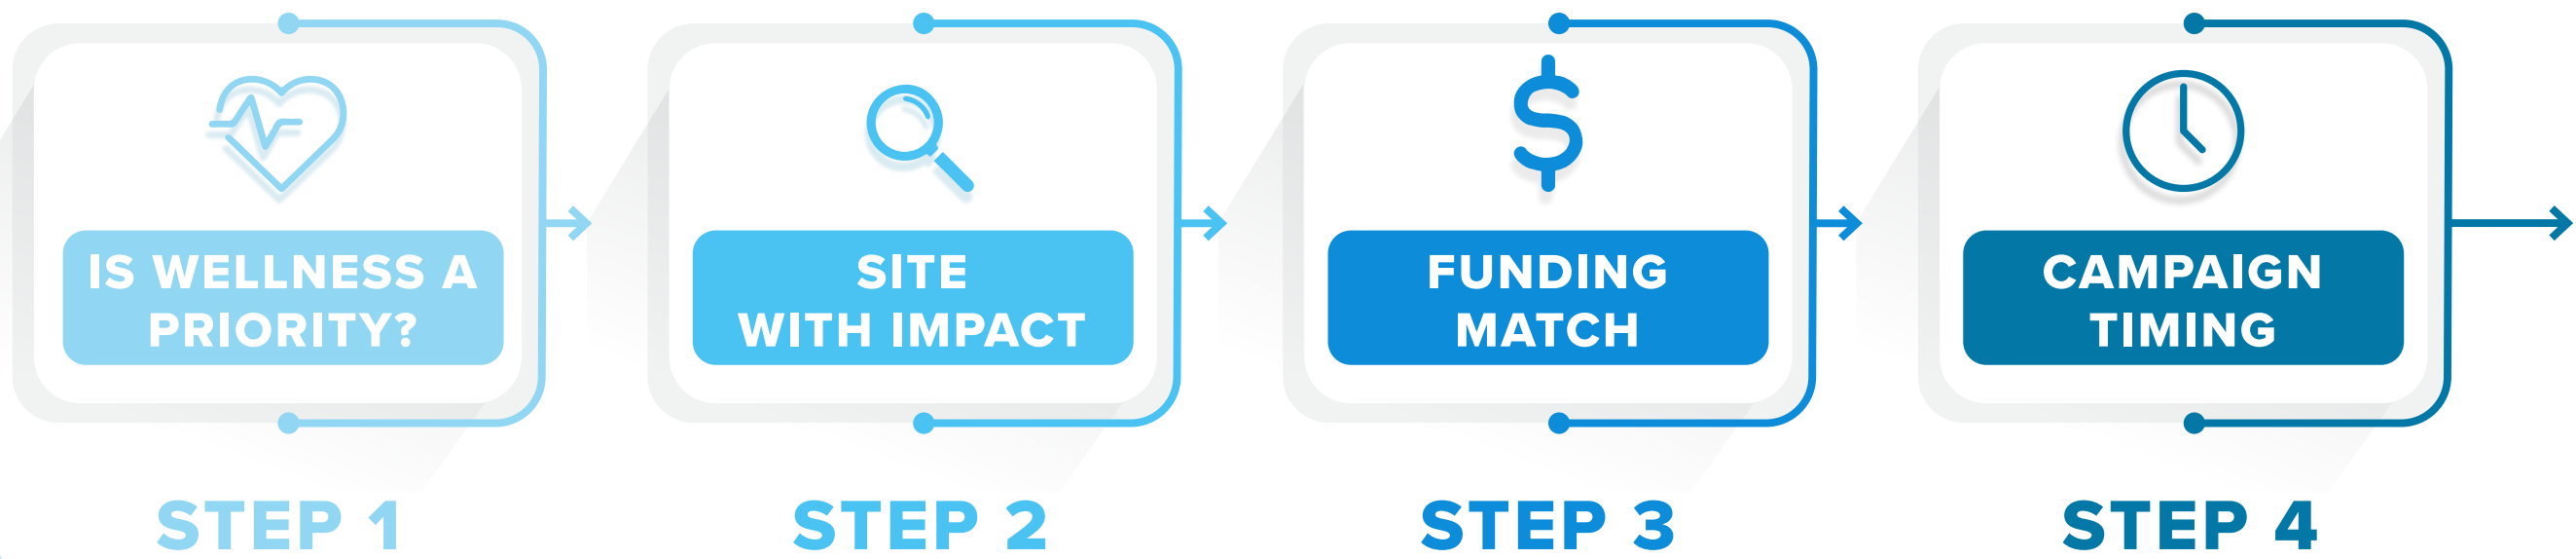 IS WELLNESS A
PRIORITY?
STEP 1
SITE
WITH IMPACT
STEP 2
$
FUNDING
MATCH
STEP 3
CAMPAIGN
TIMING
STEP 4